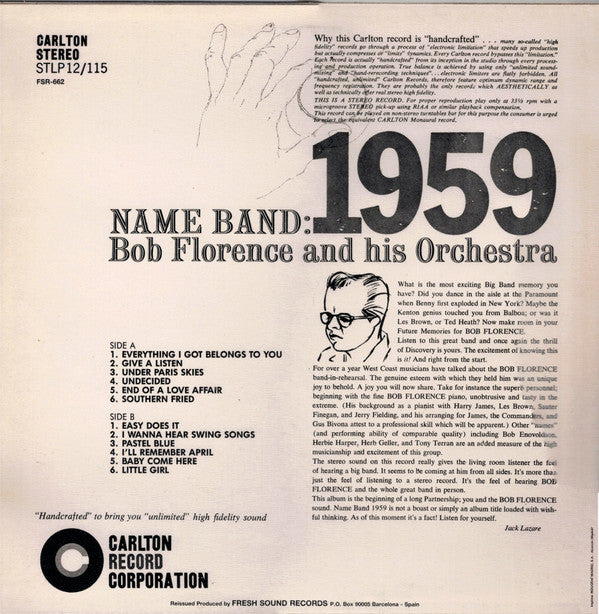 CARLTON
STEREO
STLP 12/115
FSR-662
Why this Carlton record is "handcrafted" . . . many so-called "high
fidelity" records go through a process of "electronic limitation" that speeds up production
but actually compresses or "limits" dynamics. Every Carlton record bypasses this "limitation."
Each record is actually "handcrafted" from its inception in the studio through every processing
and production operation. True balance is achieved by using only "unlimited sound-
mixing" and "hand-rerecording techniques" ... electronic limiters are flatly forbidden. All
"handcrafted, unlimited" Carlton Records, therefore feature optimum dynamic range and
frequency registration. They are probably the only records which AESTHETICALLY as
well as technically offer real stereo high fidelity.
THIS IS A STEREO RECORD. For proper reproduction play only at 33⅓ rpm with a
microgroove STEREO pick-up using RIAA or similar playback compensation.
This record can be played on non-stereo turntables but for this purpose the consumer is urged
to select the equivalent CARLTON Monaural record.
NAME BAND: 1959
Bob Florence and his Orchestra
What is the most exciting Big Band memory you
have? Did you dance in the aisle at the Paramount
when Benny first exploded in New York? Maybe the
Kenton genius touched you from Balboa; or was it
Les Brown, or Ted Heath? Now make room in your
Future Memories for BOB FLORENCE.
Listen to this great band and once again the thrill
of Discovery is yours. The excitement of knowing this
is it! And right from the start.
For over a year West Coast musicians have talked about the BOB FLORENCE
band-in-rehearsal. The genuine esteem with which they held him was an unique
joy to behold. A joy you will now share. Take for instance the superb personnel;
beginning with the fine BOB FLORENCE piano, unobtrusive and tasty in the
extreme. (His background as a pianist with Harry James, Les Brown, Sauter
Finegan, and Jerry Fielding, and his arranging for James, the Commanders, and
Gus Bivona attest to a professional skill which will be apparent.) Other "names"
(and performing ability of comparable quality) including Bob Enevoldson,
Herbie Harper, Herb Geller, and Tony Terran are an added measure of the high
musicianship and excitement of this group.
The stereo sound on this record really gives the living room listener the feel
of hearing a big band. It seems to be coming at him from all sides. It's more than
just the feel of listening to a stereo record. It's the feel of hearing BOB
FLORENCE and the whole great band in person.
This album is the beginning of a long Partnership; you and the BOB FLORENCE
sound. Name Band 1959 is not a boast or simply an album title loaded with wish-
ful thinking. As of this moment it's a fact! Listen for yourself.
Jack Lazare
SIDE A
1. EVERYTHING I GOT BELONGS TO YOU
2. GIVE A LISTEN
3. UNDER PARIS SKIES
4. UNDECIDED
5. END OF A LOVE AFFAIR
6. SOUTHERN FRIED
SIDE B
1. EASY DOES IT
2. I WANNA HEAR SWING SONGS
3. PASTEL BLUE
4. I'LL REMEMBER APRIL
5. BABY COME HERE
6. LITTLE GIRL
"Handcrafted" to bring you "unlimited" high fidelity sound
CARLTON
RECORD
CORPORATION
Reissued Produced by FRESH SOUND RECORDS P.O. Box 90005 Barcelona - Spain